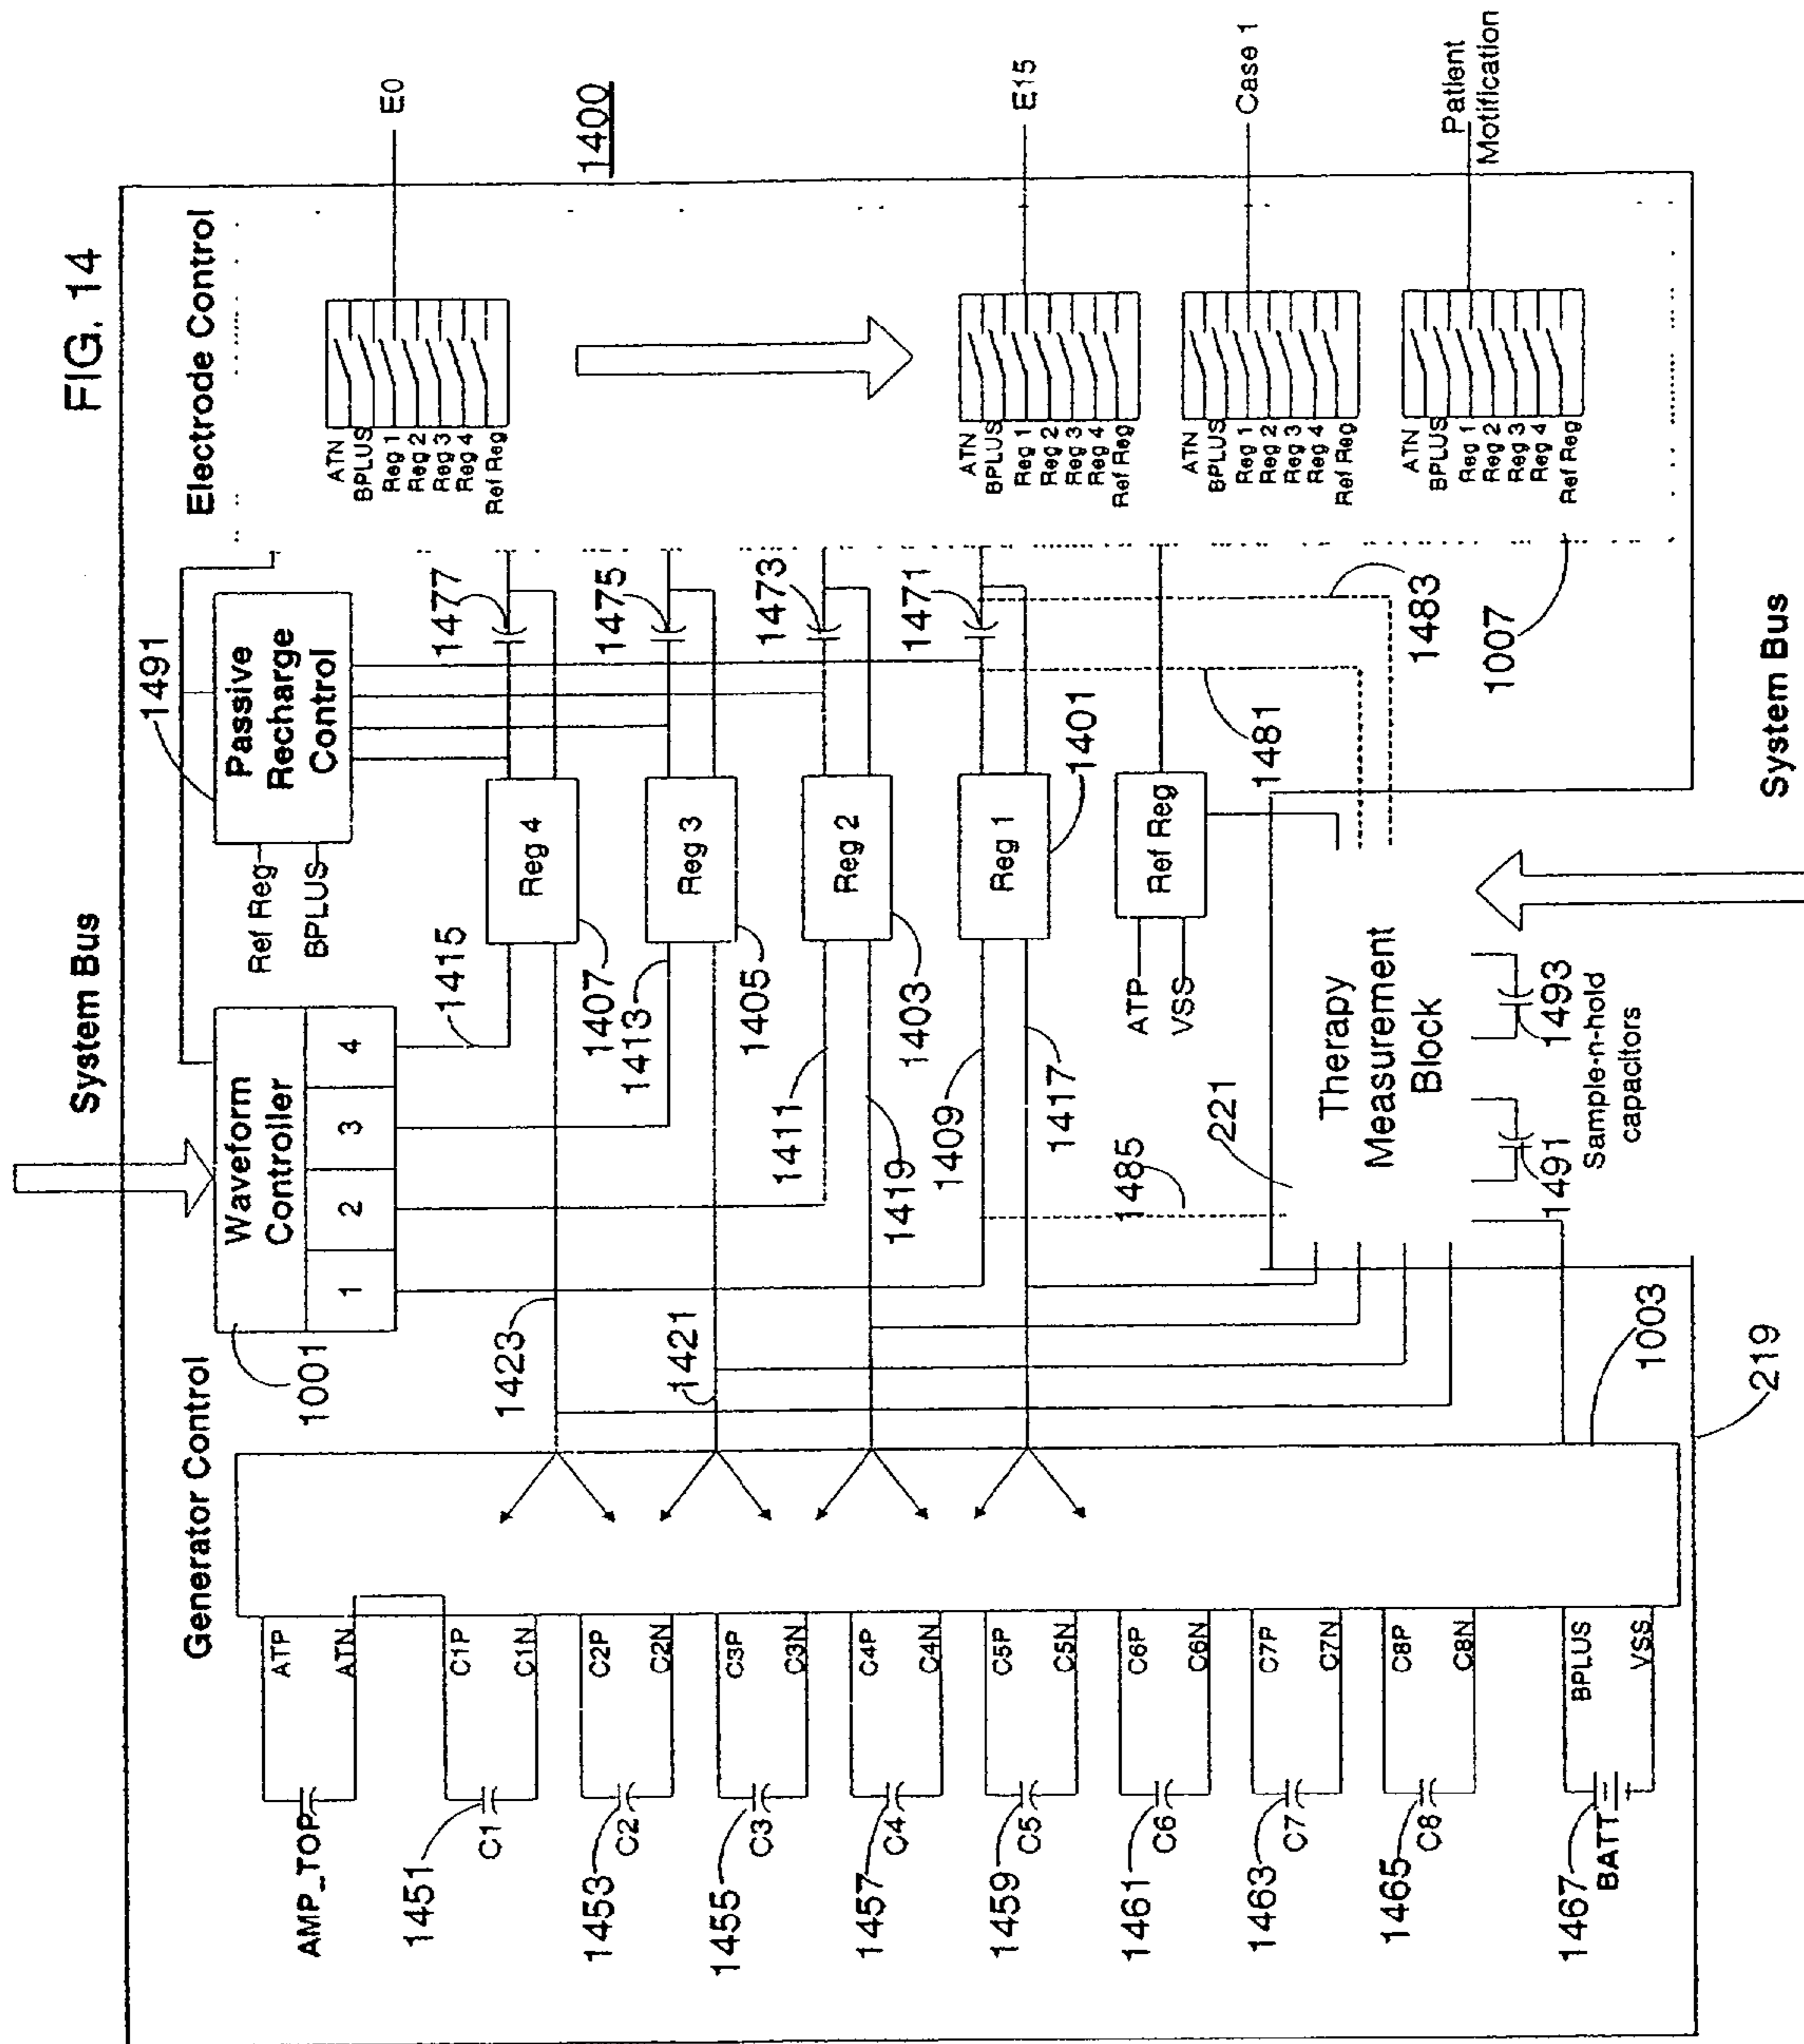 FIG. 14
1400
System Bus
Generator Control
Electrode Control
1001
Waveform
Controller
1
2
3
4
1491
Passive
Recharge
Control
Ref Reg
BPLUS
AMP_TOP
ATP
ATN
1451
C1
C1P
C1N
1453
C2
C2P
C2N
1455
C3
C3P
C3N
1457
C4
C4P
C4N
1459
C5
C5P
C5N
1461
C6
C6P
C6N
1463
C7
C7P
C7N
1465
C8
C8P
C8N
1467
BATT
BPLUS
VSS
1423
1415
Reg 4
1407
1477
1421
1413
Reg 3
1405
1475
1411
1419
Reg 2
1403
1473
1409
1417
Reg 1
1401
1471
ATP
VSS
Ref Reg
1481
1483
1485
221
Therapy
Measurement
Block
1491
1493
Sample-n-hold
capacitors
1003
219
1007
System Bus
ATN
BPLUS
Reg 1
Reg 2
Reg 3
Reg 4
Ref Reg
E0
ATN
BPLUS
Reg 1
Reg 2
Reg 3
Reg 4
Ref Reg
E15
ATN
BPLUS
Reg 1
Reg 2
Reg 3
Reg 4
Ref Reg
Case 1
ATN
BPLUS
Reg 1
Reg 2
Reg 3
Reg 4
Ref Reg
Patient
Motification